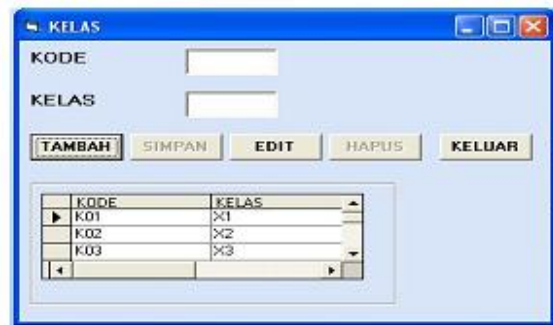 KELAS
KODE
KELAS
TAMBAH SIMPAN EDIT HAPUS KELUAR
KODE KELAS
K01 X1
K02 X2
K03 X3